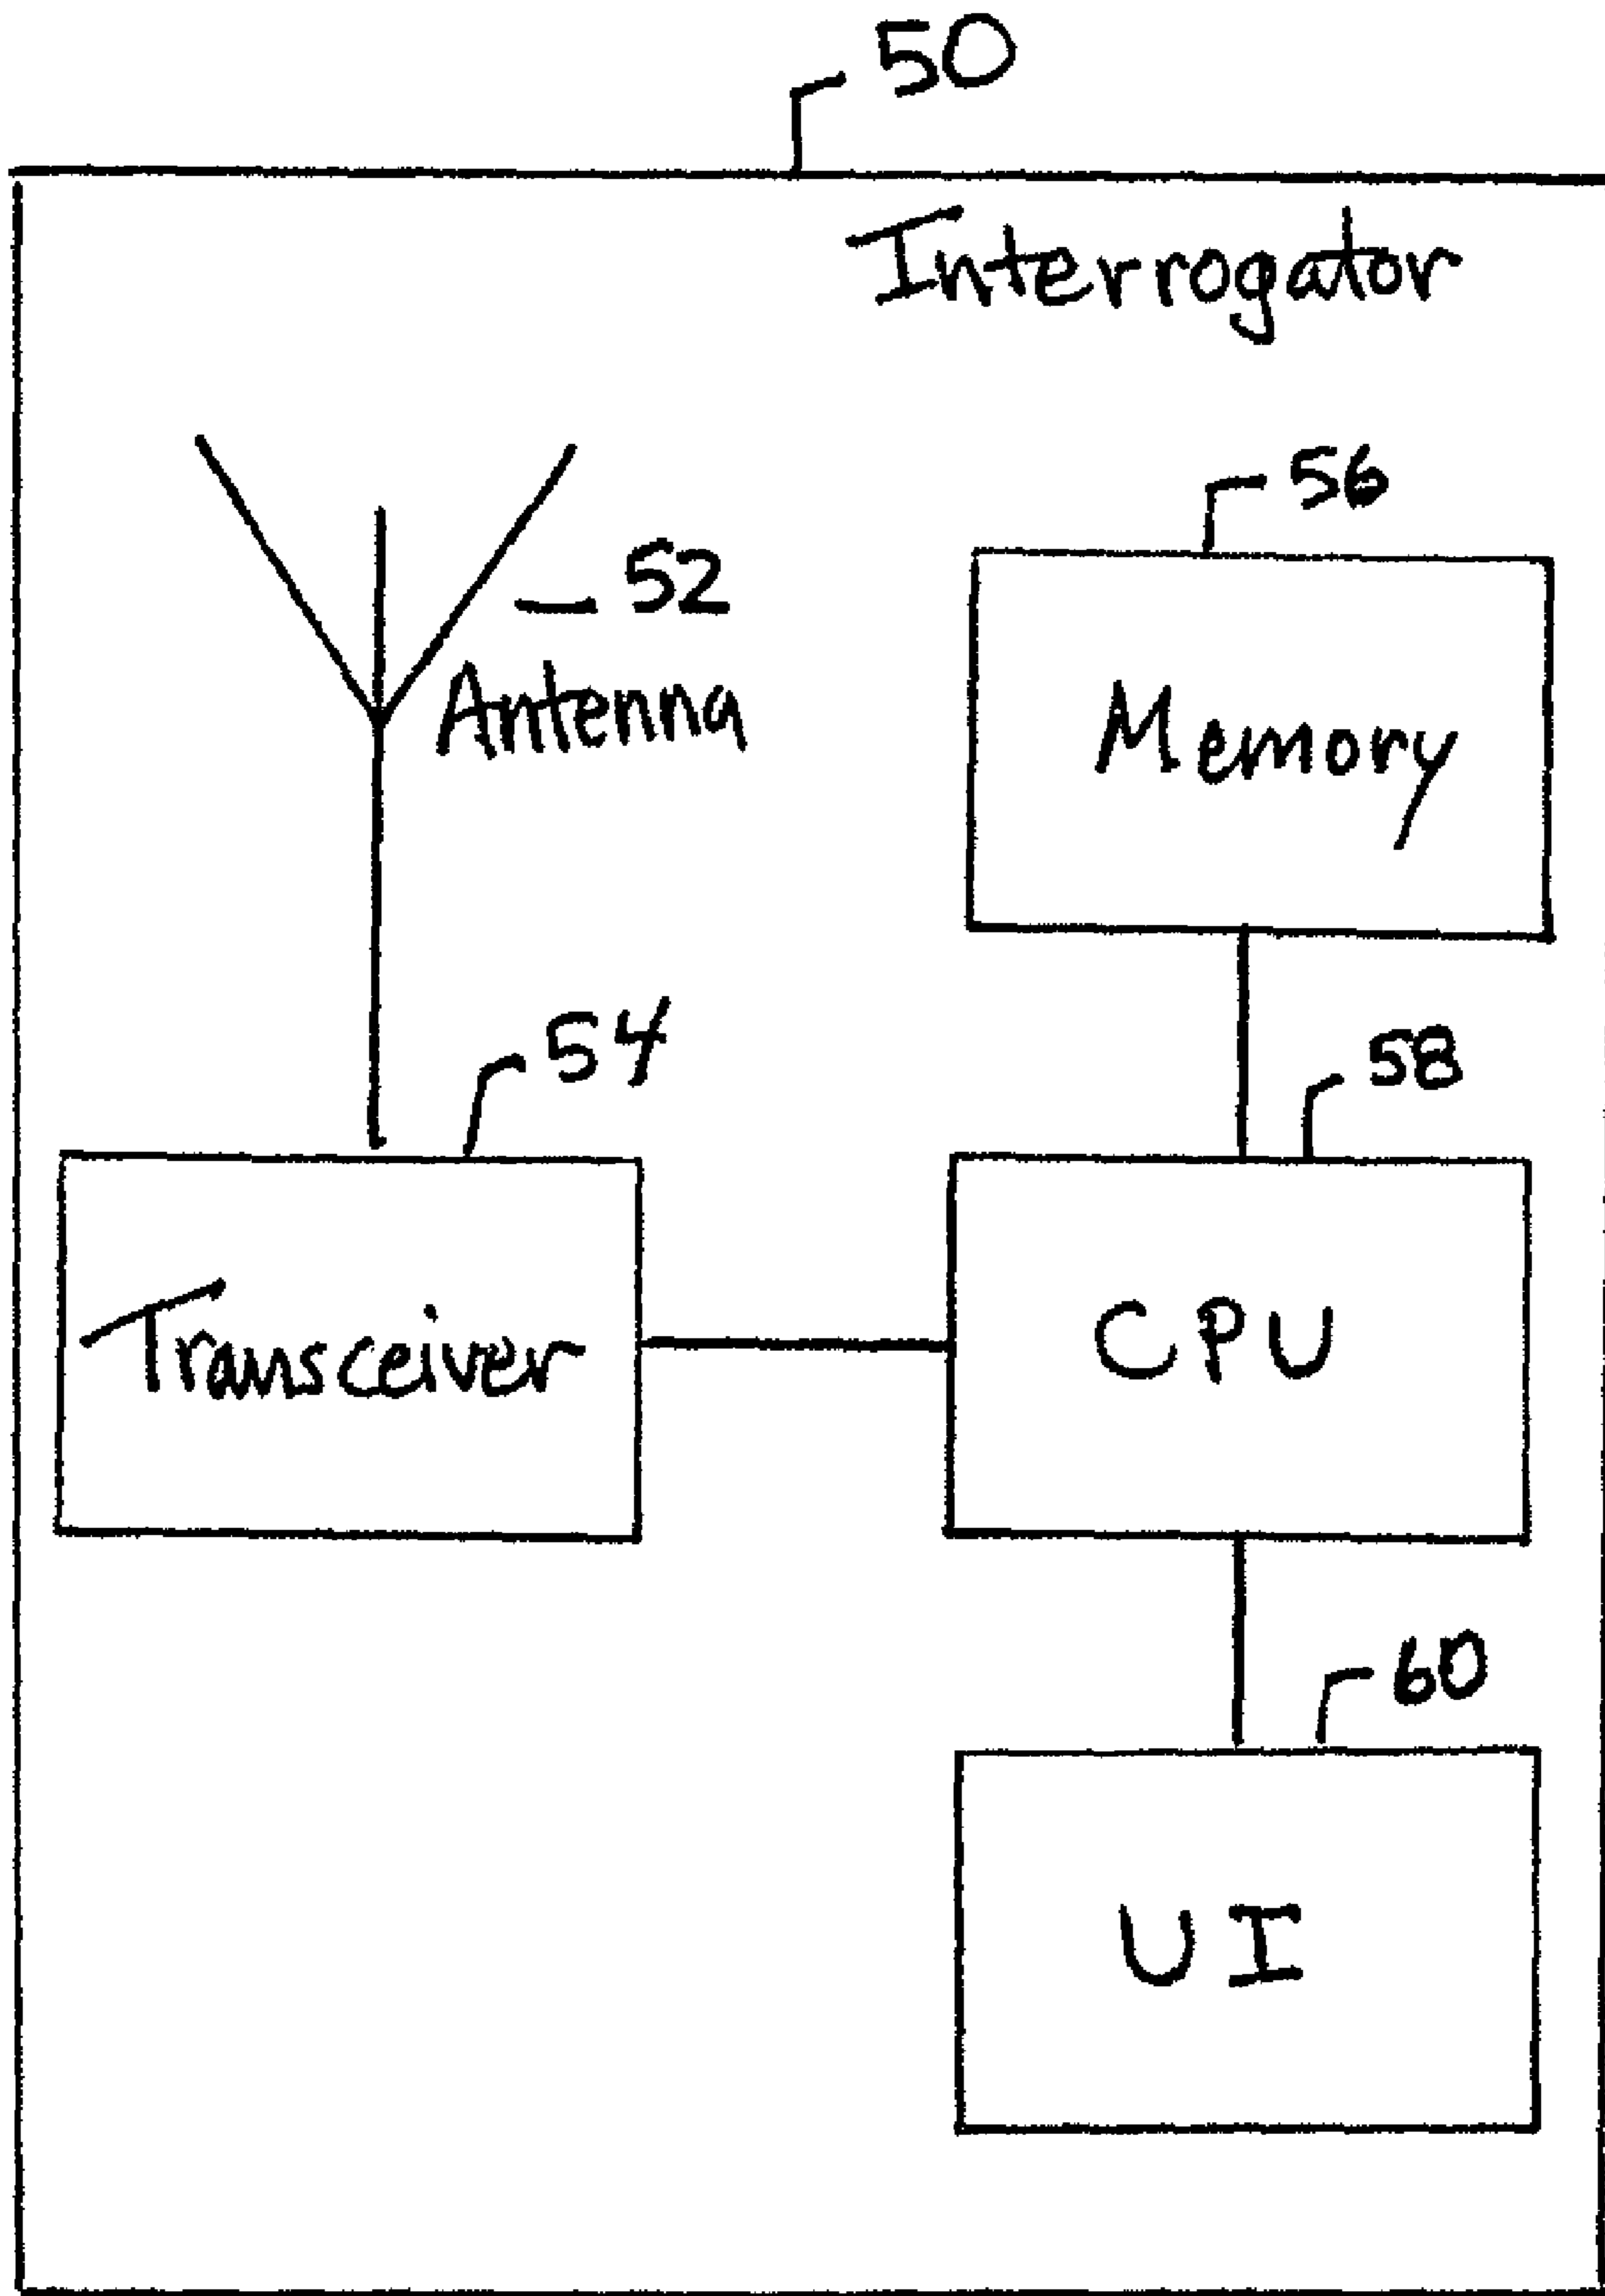 50
Interrogator
56
52
Antenna
Memory
54
58
Transceiver
CPU
60
UI